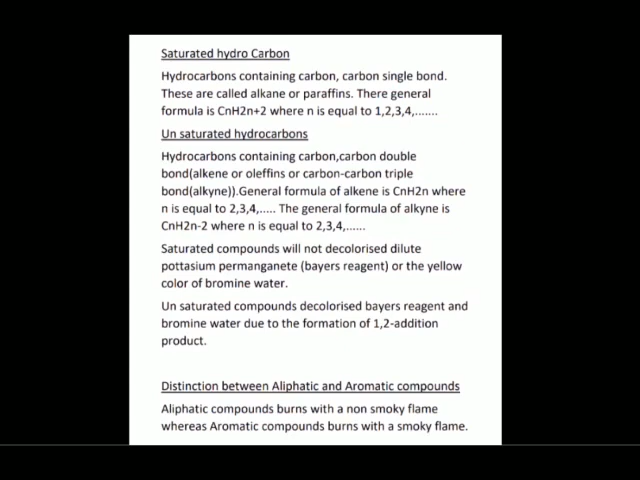 Saturated hydro Carbon
Hydrocarbons containing carbon, carbon single bond.
These are called alkane or paraffins. There general
formula is CnH2n+2 where n is equal to 1,2,3,4,.......
Un saturated hydrocarbons
Hydrocarbons containing carbon,carbon double
bond(alkene or oleffins or carbon-carbon triple
bond(alkyne)).General formula of alkene is CnH2n where
n is equal to 2,3,4,..... The general formula of alkyne is
CnH2n-2 where n is equal to 2,3,4,......
Saturated compounds will not decolorised dilute
pottasium permanganete (bayers reagent) or the yellow
color of bromine water.
Un saturated compounds decolorised bayers reagent and
bromine water due to the formation of 1,2-addition
product.
Distinction between Aliphatic and Aromatic compounds
Aliphatic compounds burns with a non smoky flame
whereas Aromatic compounds burns with a smoky flame.